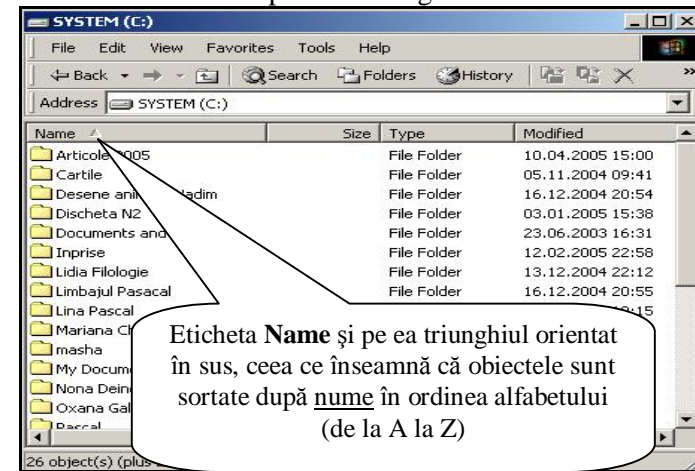 SYSTEM (C:)
File Edit View Favorites Tools Help
Back Search Folders History »
Address SYSTEM (C:)
Name Size Type Modified
Articole 2005 File Folder 10.04.2005 15:00
Cartile File Folder 05.11.2004 09:41
Desene File Folder 16.12.2004 20:54
Discheta N2 File Folder 03.01.2005 15:38
Documents and File Folder 23.06.2003 16:31
Inprise File Folder 12.02.2005 22:58
Lidia Filologie File Folder 13.12.2004 22:12
Limbajul Pasacal File Folder 16.12.2004 20:55
Lina Pascal
Mariana
masha
My
Nona
Oxana
Pascal
Eticheta Name şi pe ea triunghiul orientat
în sus, ceea ce înseamnă că obiectele sunt
sortate după nume în ordinea alfabetului
(de la A la Z)
26 object(s)